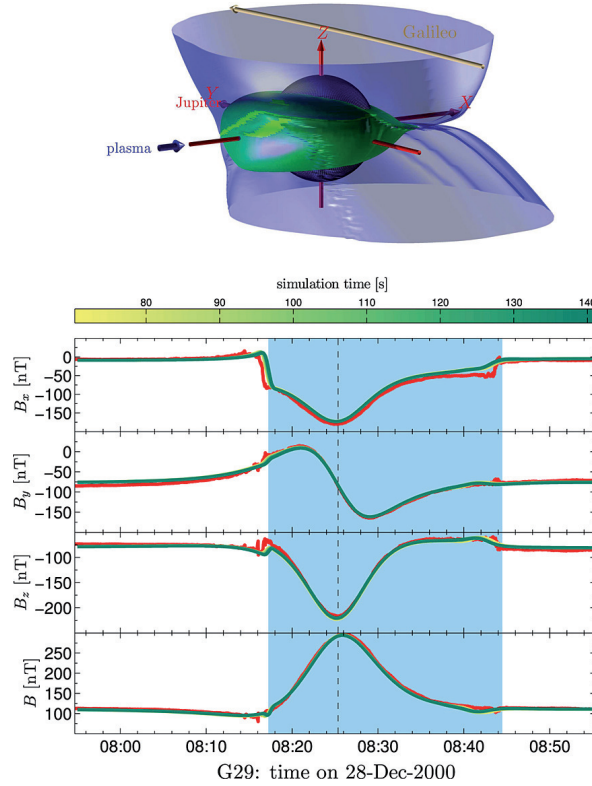 Galileo
Z
Y
X
Jupiter
plasma
simulation time [s]
80 90 100 110 120 130 140
0
−50
−100
−150
Bx [nT]
0
−50
−100
−150
By [nT]
−100
−200
Bz [nT]
250
200
150
100
B [nT]
08:00 08:10 08:20 08:30 08:40 08:50
G29: time on 28-Dec-2000